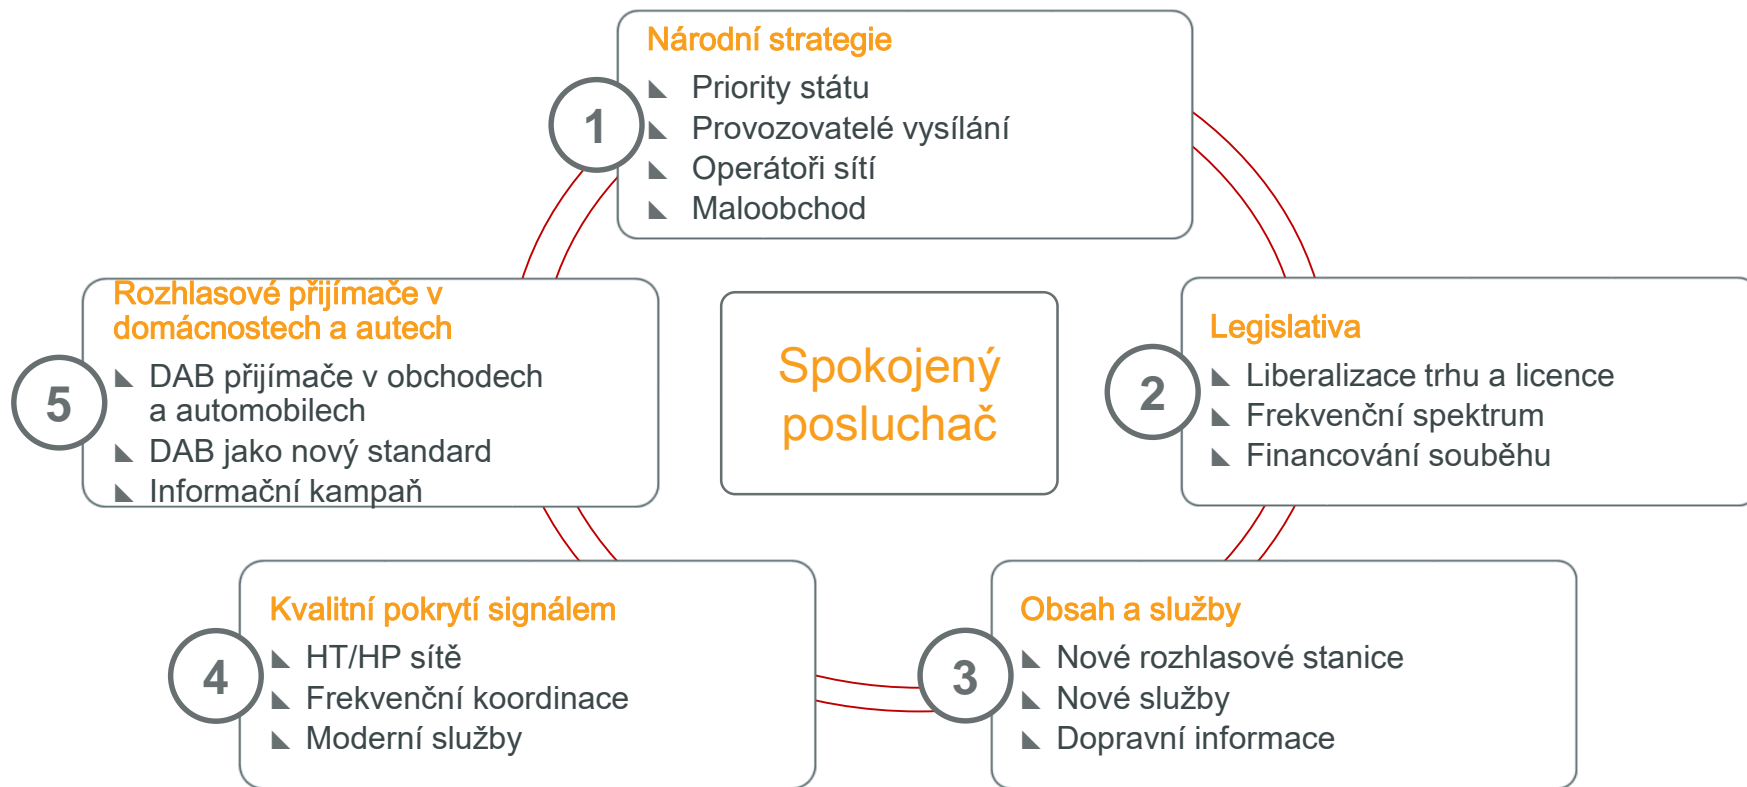 Národní strategie
Priority státu
Provozovatelé vysílání
Operátoři sítí
Maloobchod
1
Legislativa
Liberalizace trhu a licence
Frekvenční spektrum
Financování souběhu
2
Obsah a služby
Nové rozhlasové stanice
Nové služby
Dopravní informace
3
Kvalitní pokrytí signálem
HT/HP sítě
Frekvenční koordinace
Moderní služby
4
Rozhlasové přijímače v
domácnostech a autech
DAB přijímače v obchodech
a automobilech
DAB jako nový standard
Informační kampaň
5
Spokojený
posluchač